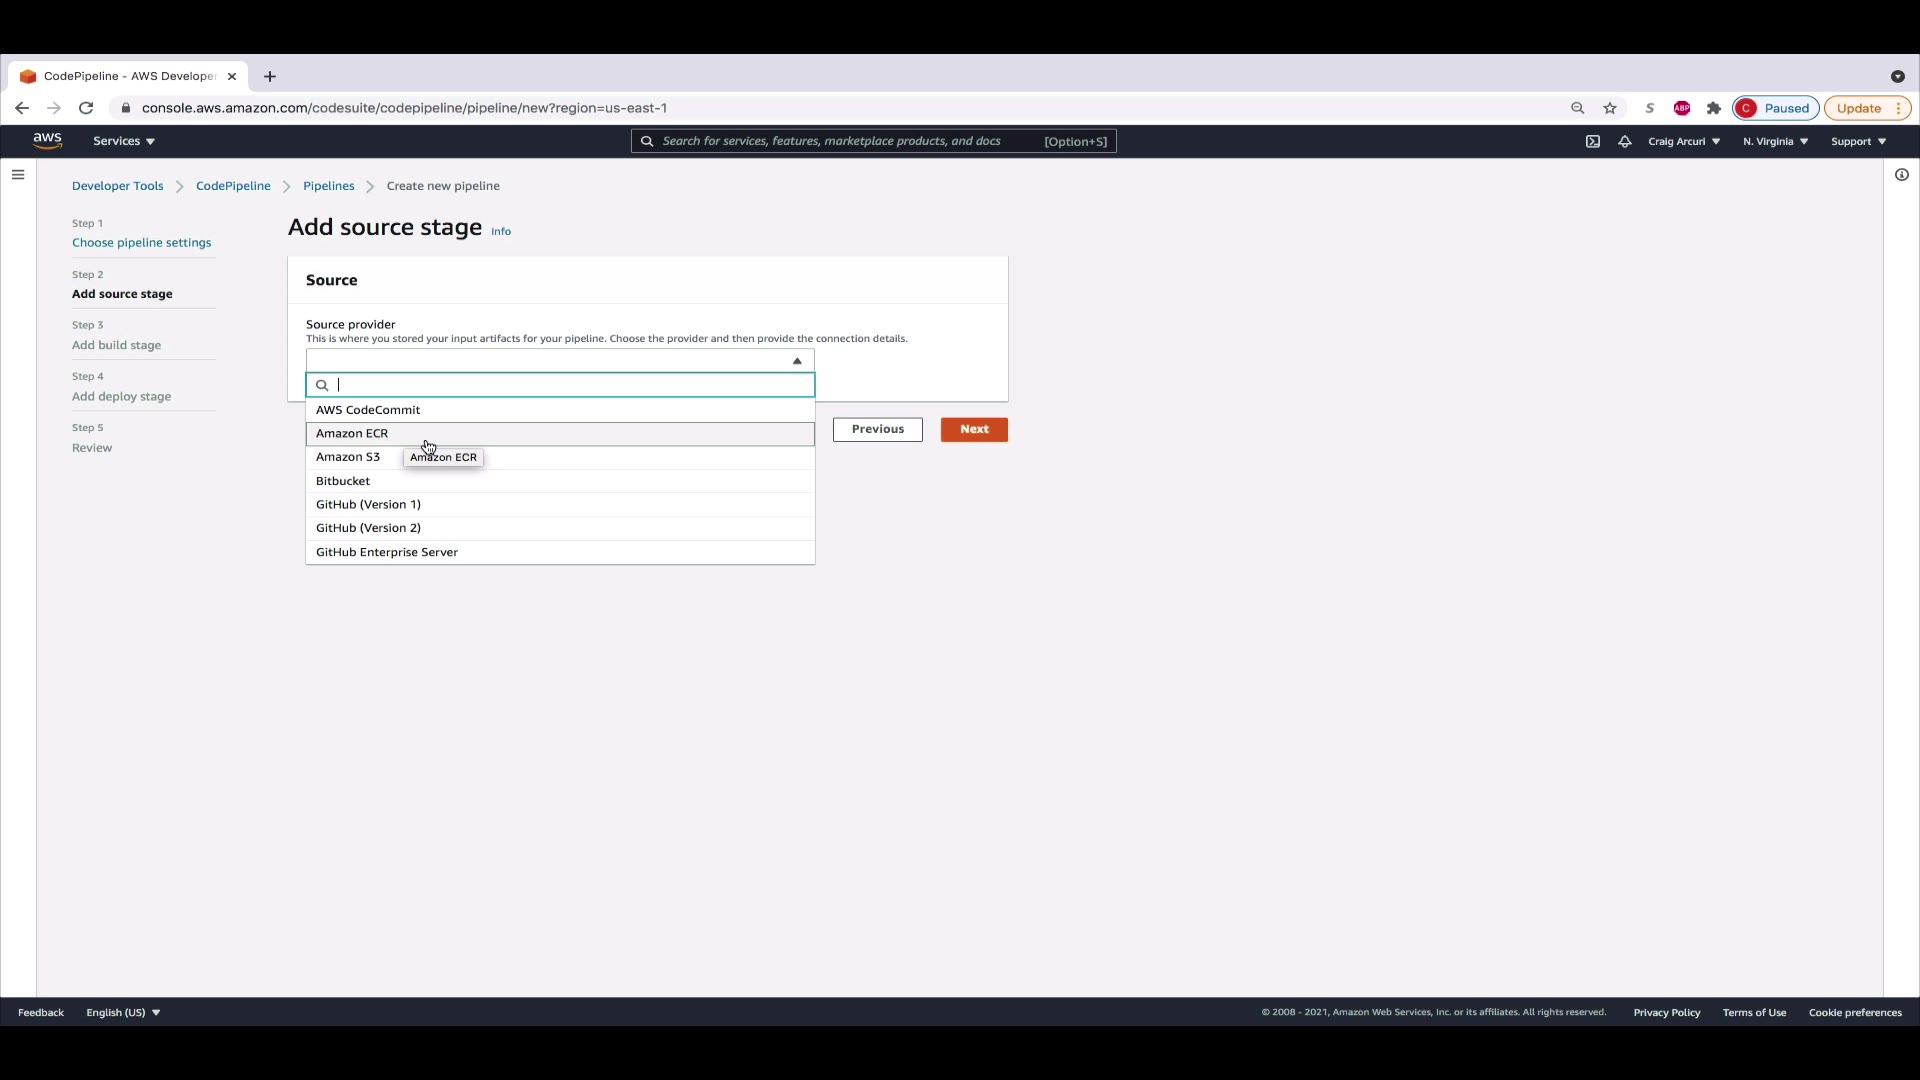 CodePipeline - AWS Developer
console.aws.amazon.com/codesuite/codepipeline/pipeline/new?region=us-east-1
S
ABP
C
Paused
Update
aws
Services
Search for services, features, marketplace products, and docs
[Option+S]
Craig Arcuri
N. Virginia
Support
Developer Tools
CodePipeline
Pipelines
Create new pipeline
Step 1
Choose pipeline settings
Step 2
Add source stage
Step 3
Add build stage
Step 4
Add deploy stage
Step 5
Review
Add source stage Info
Source
Source provider
This is where you stored your input artifacts for your pipeline. Choose the provider and then provide the connection details.
AWS CodeCommit
Amazon ECR
Amazon S3
Amazon ECR
Bitbucket
GitHub (Version 1)
GitHub (Version 2)
GitHub Enterprise Server
Previous
Next
Feedback
English (US)
© 2008 - 2021, Amazon Web Services, Inc. or its affiliates. All rights reserved.
Privacy Policy
Terms of Use
Cookie preferences